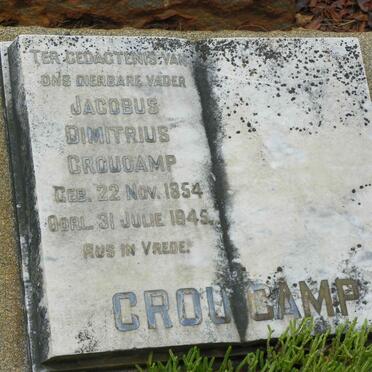 TER GEDAGTENIS VAN
ONS DIERBARE VADER
JACOBUS
DIMITRIUS
CROUCAMP
GEB. 22 NOV. 1854
OORL. 31 JULIE 1945.
RUS IN VREDE.
CROUCAMP